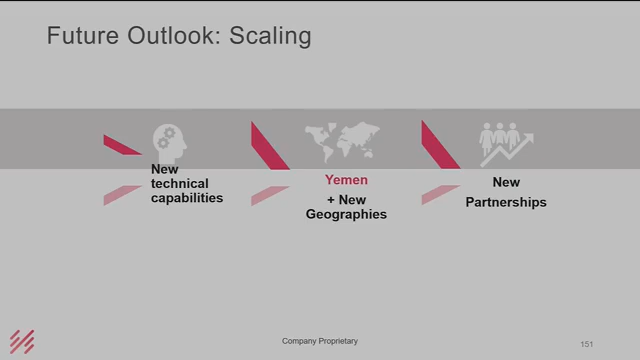 Future Outlook: Scaling
New
technical
capabilities
Yemen
+ New
Geographies
New
Partnerships
Company Proprietary
151